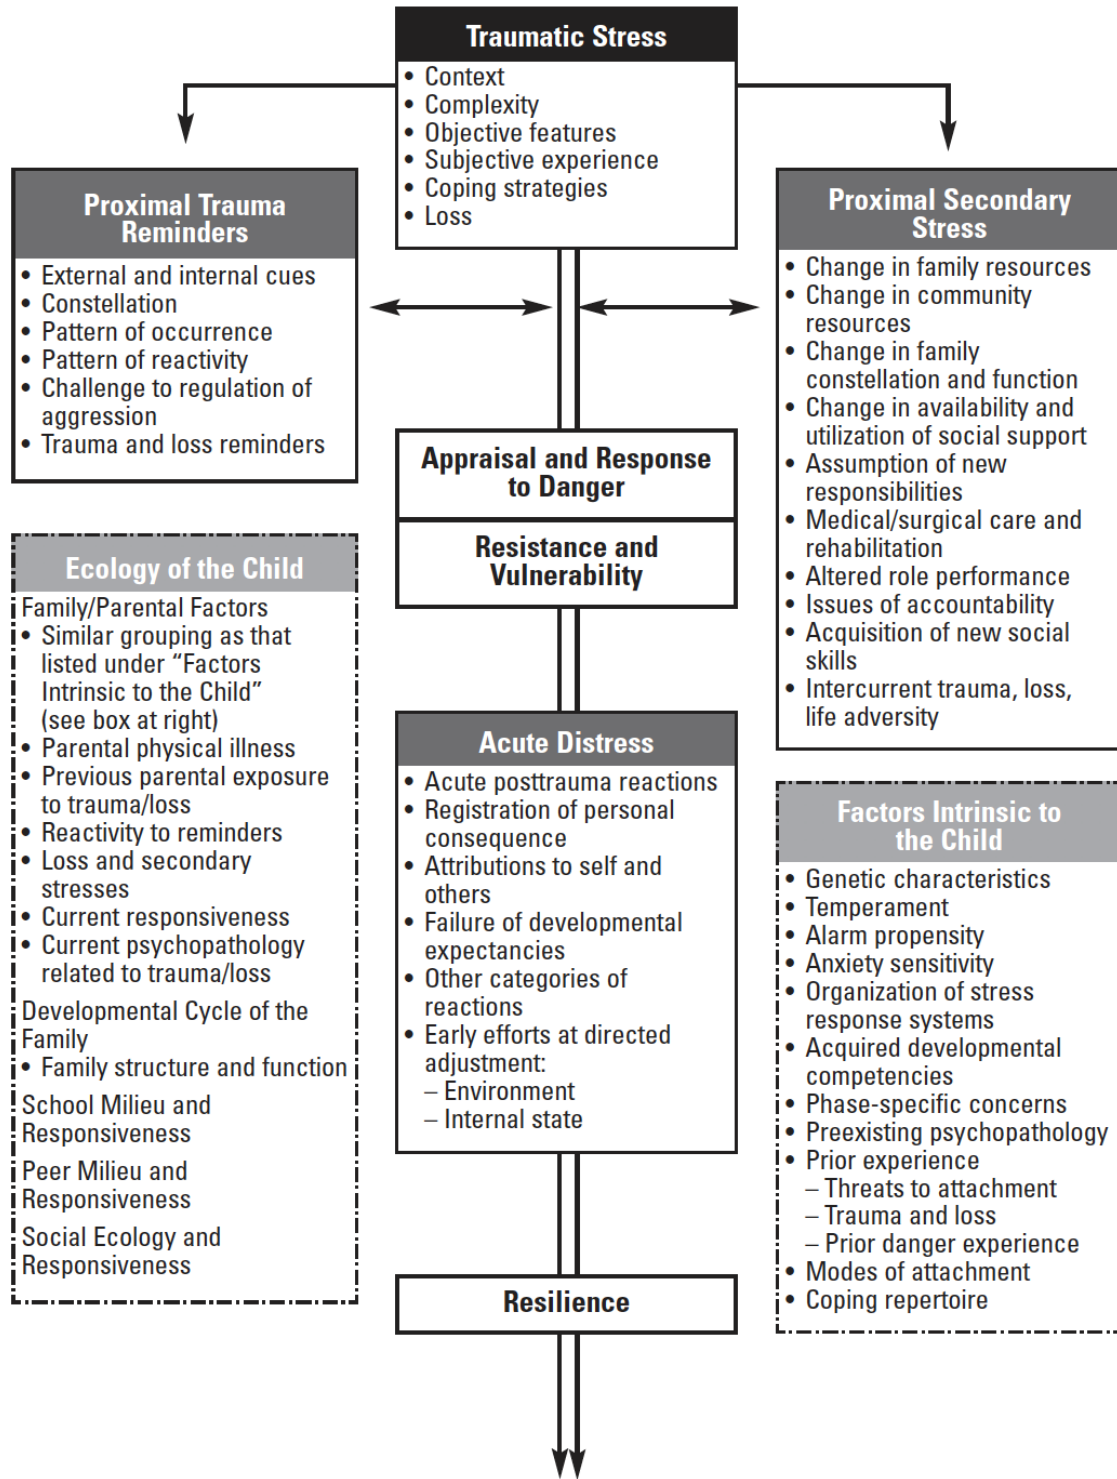 Traumatic Stress
• Context
• Complexity
• Objective features
• Subjective experience
• Coping strategies
• Loss
Proximal Trauma
Reminders
• External and internal cues
• Constellation
• Pattern of occurrence
• Pattern of reactivity
• Challenge to regulation of
aggression
• Trauma and loss reminders
Proximal Secondary
Stress
• Change in family resources
• Change in community
resources
• Change in family
constellation and function
• Change in availability and
utilization of social support
• Assumption of new
responsibilities
• Medical/surgical care and
rehabilitation
• Altered role performance
• Issues of accountability
• Acquisition of new social
skills
• Intercurrent trauma, loss,
life adversity
Appraisal and Response
to Danger
Resistance and
Vulnerability
Ecology of the Child
Family/Parental Factors
• Similar grouping as that
listed under “Factors
Intrinsic to the Child”
(see box at right)
• Parental physical illness
• Previous parental exposure
to trauma/loss
• Reactivity to reminders
• Loss and secondary
stresses
• Current responsiveness
• Current psychopathology
related to trauma/loss
Developmental Cycle of the
Family
• Family structure and function
School Milieu and
Responsiveness
Peer Milieu and
Responsiveness
Social Ecology and
Responsiveness
Acute Distress
• Acute posttrauma reactions
• Registration of personal
consequence
• Attributions to self and
others
• Failure of developmental
expectancies
• Other categories of
reactions
• Early efforts at directed
adjustment:
– Environment
– Internal state
Factors Intrinsic to
the Child
• Genetic characteristics
• Temperament
• Alarm propensity
• Anxiety sensitivity
• Organization of stress
response systems
• Acquired developmental
competencies
• Phase-specific concerns
• Preexisting psychopathology
• Prior experience
– Threats to attachment
– Trauma and loss
– Prior danger experience
• Modes of attachment
• Coping repertoire
Resilience